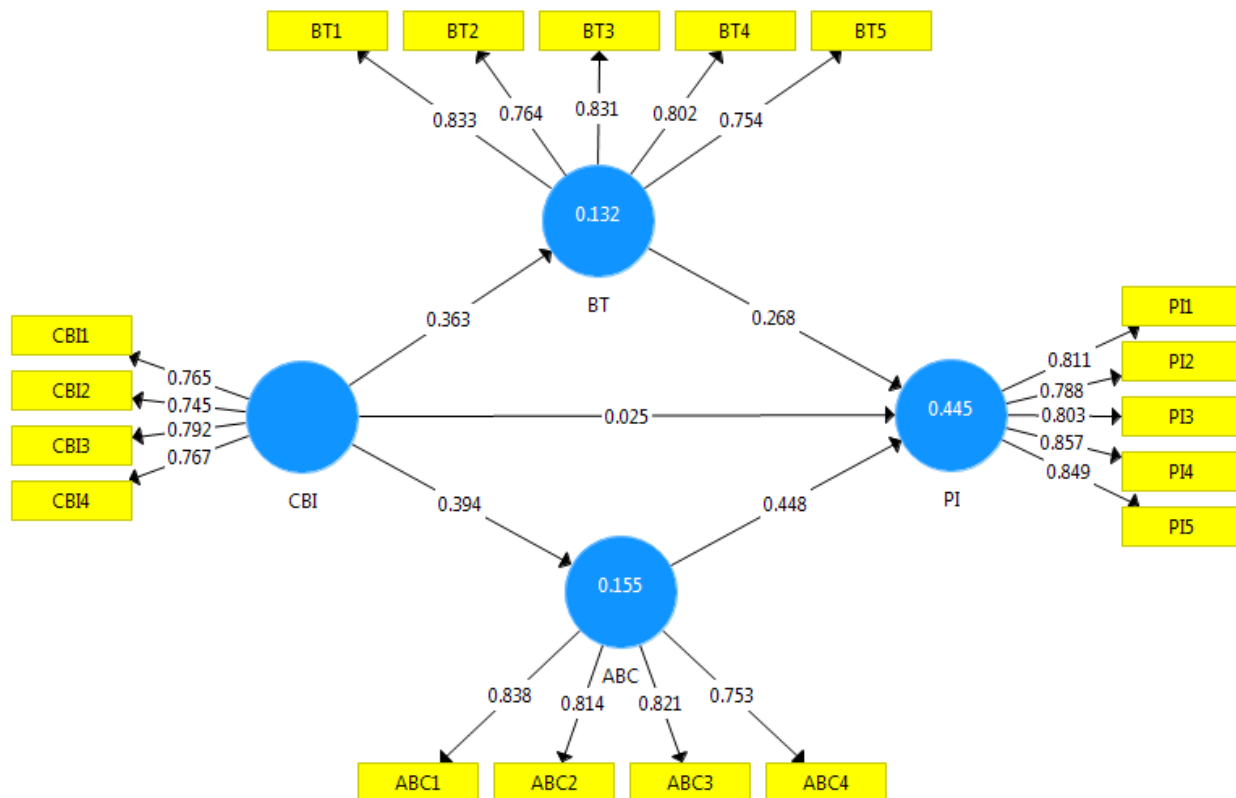 BT1 BT2 BT3 BT4 BT5
0.833 0.764 0.831 0.802 0.754
0.132
BT
CBI1
CBI2
CBI3
CBI4
0.765
0.745
0.792
0.767
CBI
0.363
0.268
0.025
0.394
0.448
0.445
PI
0.811
0.788
0.803
0.857
0.849
PI1
PI2
PI3
PI4
PI5
0.155
ABC
0.838 0.814 0.821 0.753
ABC1 ABC2 ABC3 ABC4